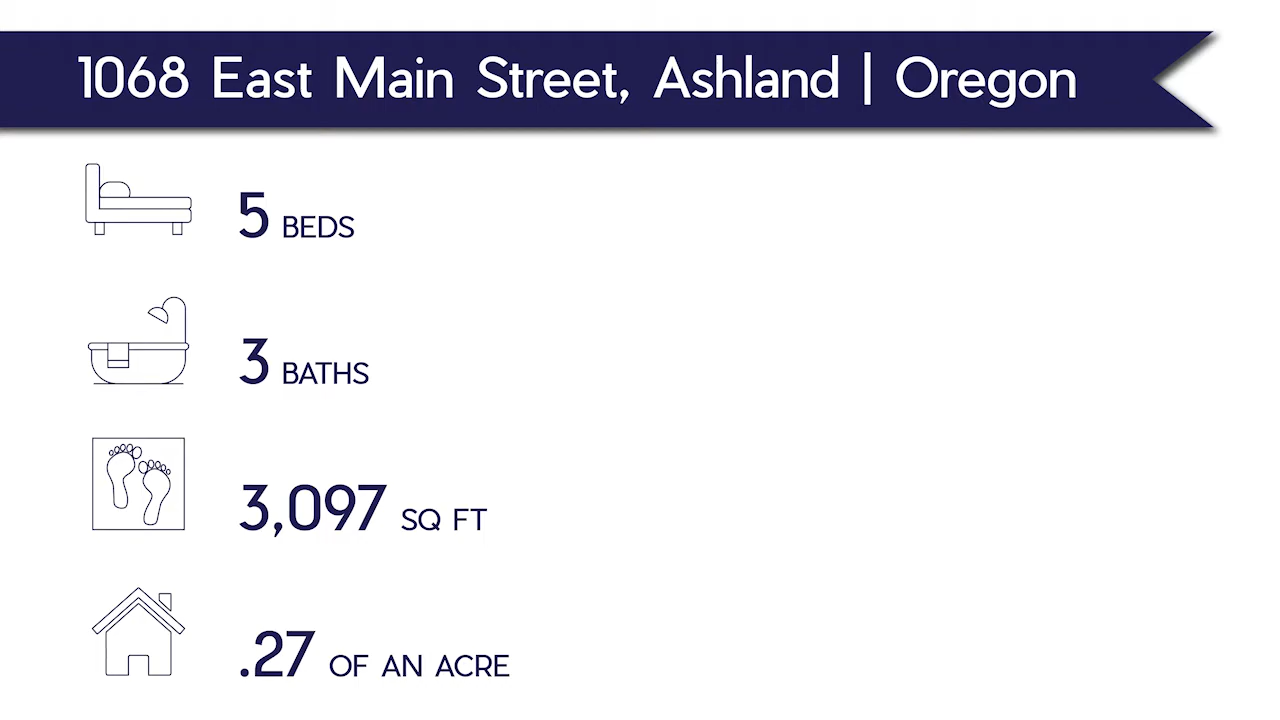 1068 East Main Street, Ashland | Oregon
5 BEDS
3 BATHS
3,097 SQ FT
.27 OF AN ACRE